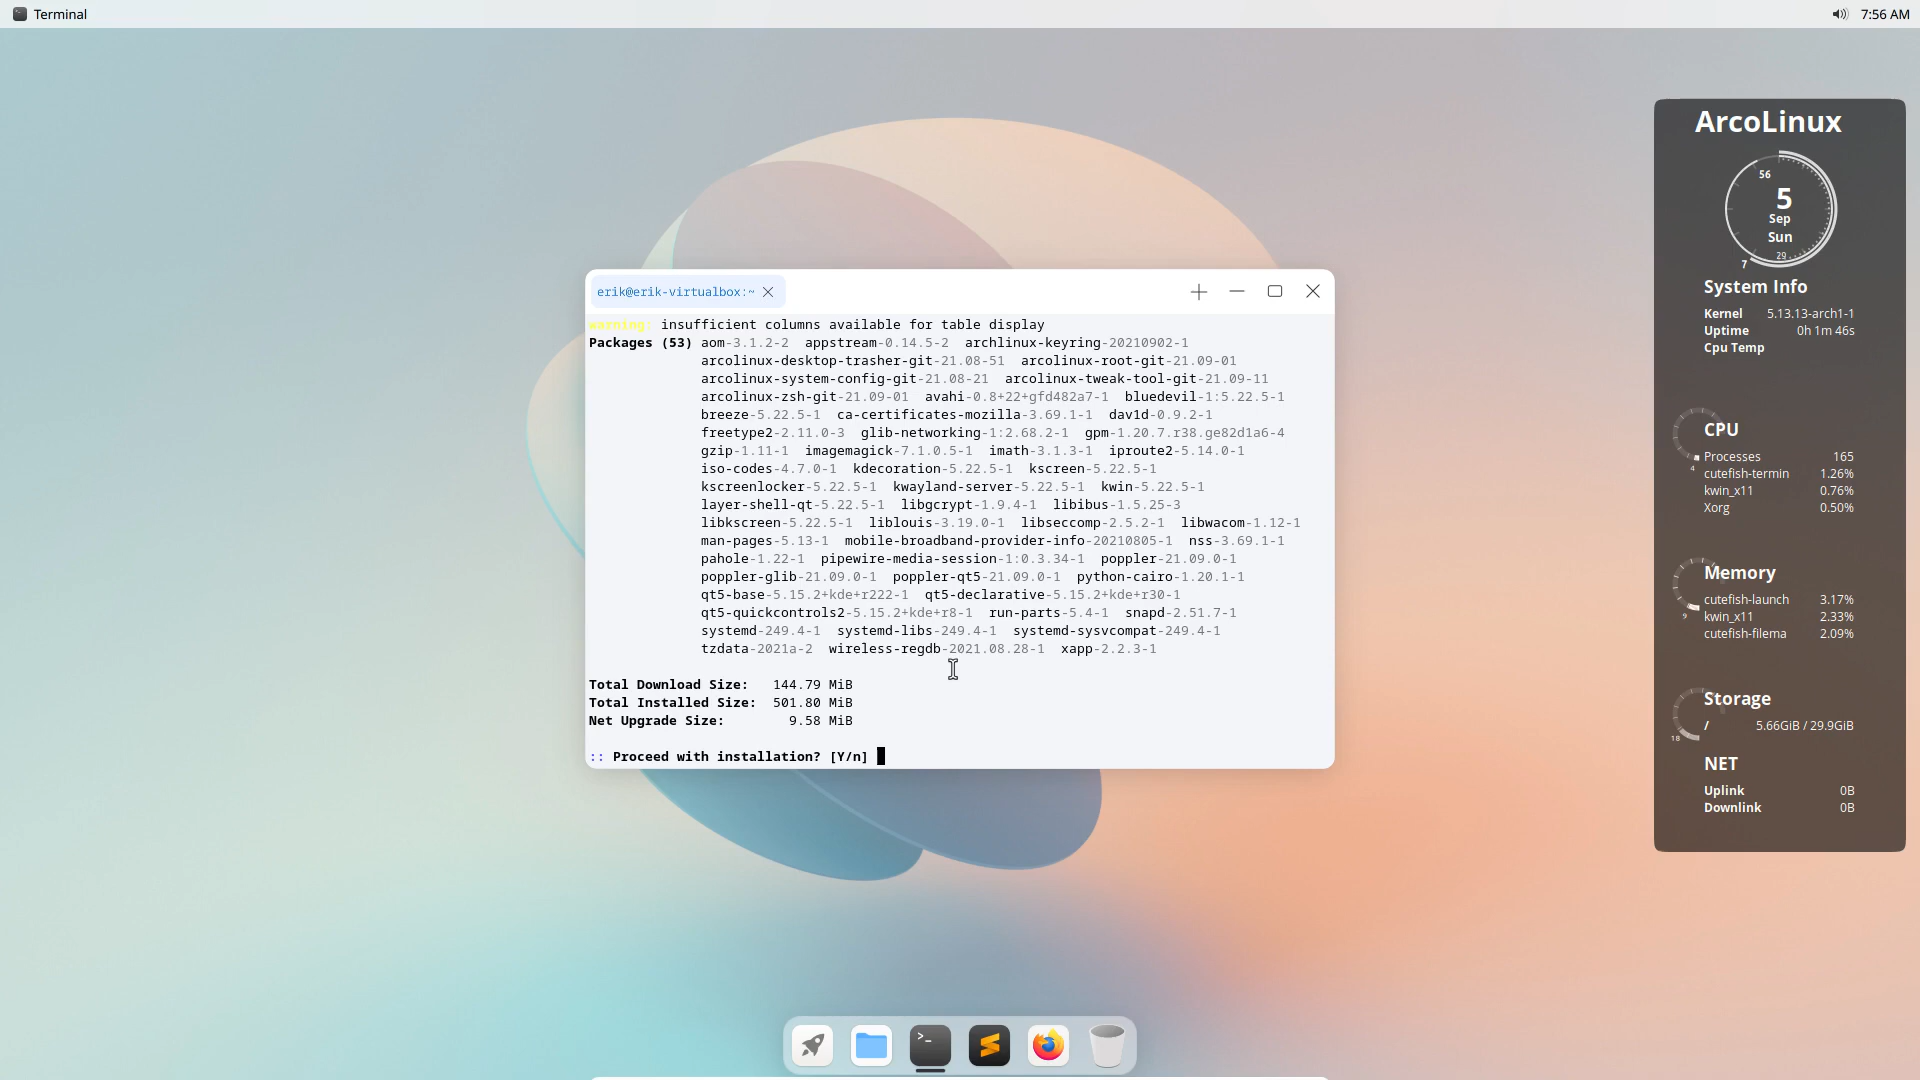 Terminal
7:56 AM
erik@erik-virtualbox:~
warning: insufficient columns available for table display
Packages (53) aom-3.1.2-2 appstream-0.14.5-2 archlinux-keyring-20210902-1
arcolinux-desktop-trasher-git-21.08-51 arcolinux-root-git-21.09-01
arcolinux-system-config-git-21.08-21 arcolinux-tweak-tool-git-21.09-11
arcolinux-zsh-git-21.09-01 avahi-0.8+22+gfd482a7-1 bluedevil-1:5.22.5-1
breeze-5.22.5-1 ca-certificates-mozilla-3.69.1-1 dav1d-0.9.2-1
freetype2-2.11.0-3 glib-networking-1:2.68.2-1 gpm-1.20.7.r38.ge82d1a6-4
gzip-1.11-1 imagemagick-7.1.0.5-1 imath-3.1.3-1 iproute2-5.14.0-1
iso-codes-4.7.0-1 kdecoration-5.22.5-1 kscreen-5.22.5-1
kscreenlocker-5.22.5-1 kwayland-server-5.22.5-1 kwin-5.22.5-1
layer-shell-qt-5.22.5-1 libgcrypt-1.9.4-1 libibus-1.5.25-3
libkscreen-5.22.5-1 liblouis-3.19.0-1 libseccomp-2.5.2-1 libwacom-1.12-1
man-pages-5.13-1 mobile-broadband-provider-info-20210805-1 nss-3.69.1-1
pahole-1.22-1 pipewire-media-session-1:0.3.34-1 poppler-21.09.0-1
poppler-glib-21.09.0-1 poppler-qt5-21.09.0-1 python-cairo-1.20.1-1
qt5-base-5.15.2+kde+r222-1 qt5-declarative-5.15.2+kde+r30-1
qt5-quickcontrols2-5.15.2+kde+r8-1 run-parts-5.4-1 snapd-2.51.7-1
systemd-249.4-1 systemd-libs-249.4-1 systemd-sysvcompat-249.4-1
tzdata-2021a-2 wireless-regdb-2021.08.28-1 xapp-2.2.3-1
Total Download Size: 144.79 MiB
Total Installed Size: 501.80 MiB
Net Upgrade Size: 9.58 MiB
:: Proceed with installation? [Y/n]
ArcoLinux
56
5
Sep
Sun
29
7
System Info
Kernel 5.13.13-arch1-1
Uptime 0h 1m 46s
Cpu Temp
CPU
Processes 165
4
cutefish-termin 1.26%
kwin_x11 0.76%
Xorg 0.50%
Memory
cutefish-launch 3.17%
9
kwin_x11 2.33%
cutefish-filema 2.09%
Storage
/ 5.66GiB / 29.9GiB
18
NET
Uplink 0B
Downlink 0B
>_